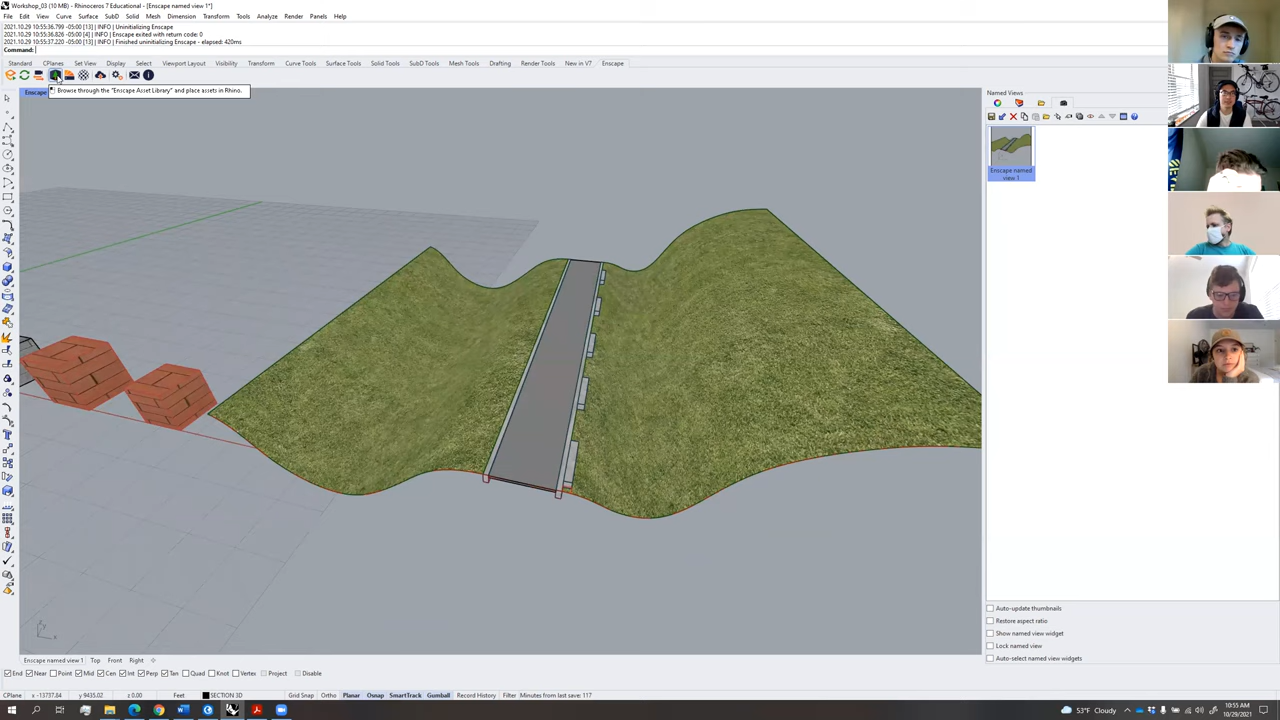 Workshop_03 (10 MB) - Rhinoceros 7 Educational - [Enscape named view 1*]
File Edit View Curve Surface SubD Solid Mesh Dimension Transform Tools Analyze Render Panels Help
2021.10.29 10:55:36.799 -05:00 [13] | INFO | Uninitializing Enscape
2021.10.29 10:55:36.826 -05:00 [4] | INFO | Enscape exited with return code: 0
2021.10.29 10:55:37.220 -05:00 [13] | INFO | Finished uninitializing Enscape - elapsed: 420ms
Command:
Standard CPlanes Set View Display Select Viewport Layout Visibility Transform Curve Tools Surface Tools Solid Tools SubD Tools Mesh Tools Render Tools Drafting New in V7 Enscape
Browse through the "Enscape Asset Library" and place assets in Rhino.
Enscape
Named Views
Enscape named view 1
Auto-update thumbnails
Restore aspect ratio
Show named view widget
Lock named view
Auto-select named view widgets
y
x
Enscape named view 1 Top Front Right
End Near Point Mid Cen Int Perp Tan Quad Knot Vertex Project Disable
CPlane x -13737.84 y 9435.02 z 0.00 Feet SECTION 3D Grid Snap Ortho Planar Osnap SmartTrack Gumball Record History Filter Minutes from last save: 117
53°F Cloudy
10:55 AM
10/29/2021